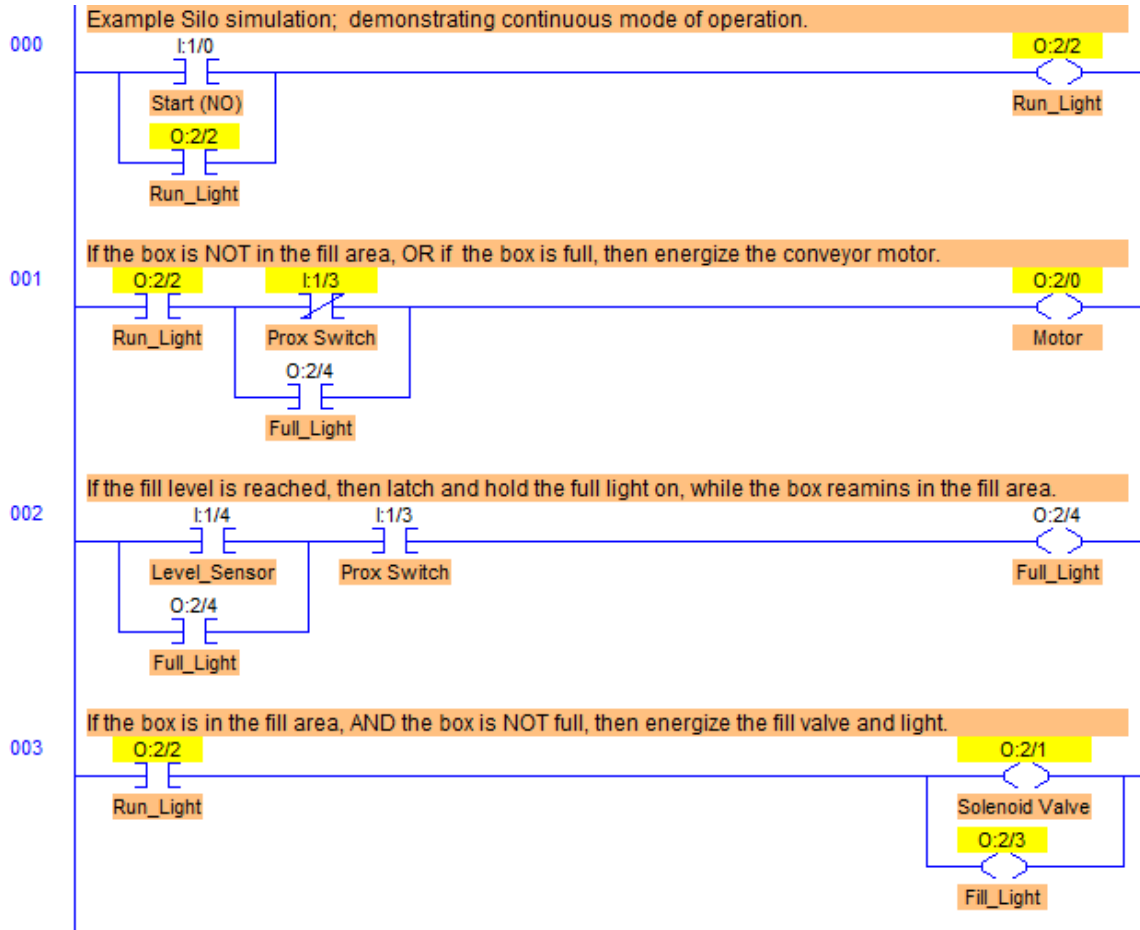 Example Silo simulation; demonstrating continuous mode of operation.
000
I:1/0
O:2/2
Start (NO)
Run_Light
O:2/2
Run_Light
If the box is NOT in the fill area, OR if the box is full, then energize the conveyor motor.
001
O:2/2
I:1/3
O:2/0
Run_Light
Prox Switch
Motor
O:2/4
Full_Light
If the fill level is reached, then latch and hold the full light on, while the box reamins in the fill area.
002
I:1/4
I:1/3
O:2/4
Level_Sensor
Prox Switch
Full_Light
O:2/4
Full_Light
If the box is in the fill area, AND the box is NOT full, then energize the fill valve and light.
003
O:2/2
O:2/1
Run_Light
Solenoid Valve
O:2/3
Fill_Light